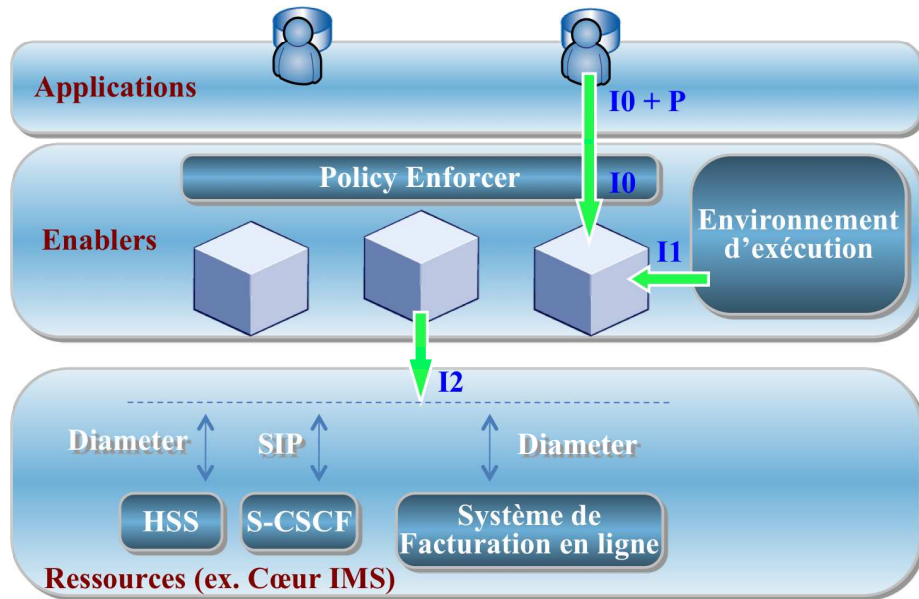 Applications
I0 + P
Policy Enforcer
I0
Environnement
d'exécution
Enablers
I1
I2
Diameter
SIP
Diameter
HSS
S-CSCF
Système de
Facturation en ligne
Ressources (ex. Cœur IMS)